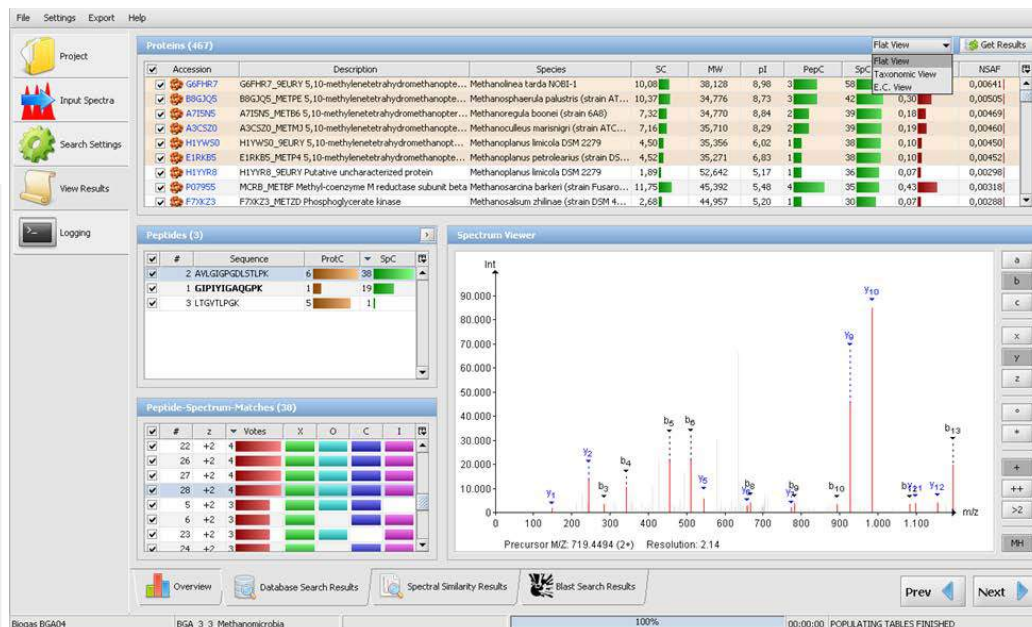 File Settings Export Help
Project
Input Spectra
Search Settings
View Results
Logging
Proteins (467)
Flat View
Get Results
Flat View
Taxonomic View
E.C. View
Accession Description Species SC MW pI PepC SpC NSAF
G6FHR7 G6FHR7_9EURY 5,10-methylenetetrahydromethanopte... Methanolinea tarda NOBI-1 10,08 38,128 8,98 3 58 0,00641
B8GJQ5 B8GJQ5_METPE 5,10-methylenetetrahydromethanopte... Methanosphaerula palustris (strain AT... 10,37 34,776 8,73 3 42 0,30 0,00505
A7I5N5 A7I5N5_METB6 5,10-methylenetetrahydromethanopte... Methanoregula boonei (strain 6A8) 7,32 34,770 8,84 2 39 0,18 0,00469
A3CSZ0 A3CSZ0_METMJ 5,10-methylenetetrahydromethanopte... Methanoculleus marisnigri (strain ATC... 7,16 35,710 8,29 2 39 0,19 0,00460
H1YWS0 H1YWS0_9EURY 5,10-methylenetetrahydromethanopte... Methanoplanus limicola DSM 2279 4,50 35,356 6,02 1 38 0,10 0,00450
E1RKB5 E1RKB5_METP4 5,10-methylenetetrahydromethanopte... Methanoplanus petrolearius (strain DS... 4,52 35,271 6,83 1 38 0,10 0,00452
H1YYR8 H1YYR8_9EURY Putative uncharacterized protein Methanoplanus limicola DSM 2279 1,89 52,642 5,17 1 36 0,07 0,00298
P07955 MCRB_METBF Methyl-coenzyme M reductase subunit beta Methanosarcina barkeri (strain Fusaro... 11,75 45,392 5,48 4 35 0,43 0,00318
F7XKZ3 F7XKZ3_METZD Phosphoglycerate kinase Methanosalsum zhilinae (strain DSM 4... 2,68 44,957 5,20 1 30 0,07 0,00288
Peptides (3)
# Sequence ProtC SpC
2 AVLGIGPGDLSTLPK 6 38
1 GIPIYIGAQGPK 1 19
3 LTGVTLPGK 5 1
Peptide-Spectrum-Matches (38)
# z Votes X O C I
22 +2 4
26 +2 4
27 +2 4
28 +2 4
5 +2 3
6 +2 3
23 +2 3
24 +2 3
Spectrum Viewer
Int
90.000
80.000
70.000
60.000
50.000
40.000
30.000
20.000
10.000
0
0 100 200 300 400 500 600 700 800 900 1.000 1.100 m/z
y1 y2 b3 b4 b5 b6 y5 b8 b9 b10 y9 y10 y12 b13
Precursor M/Z: 719.4494 (2+) Resolution: 2.14
a
b
c
x
y
z
°
*
+
++
>2
MH
Overview
Database Search Results
Spectral Similarity Results
Blast Search Results
Prev
Next
Biogas BGA04 BGA_3_3_Methanomicrobia 100% 00:00:00 POPULATING TABLES FINISHED